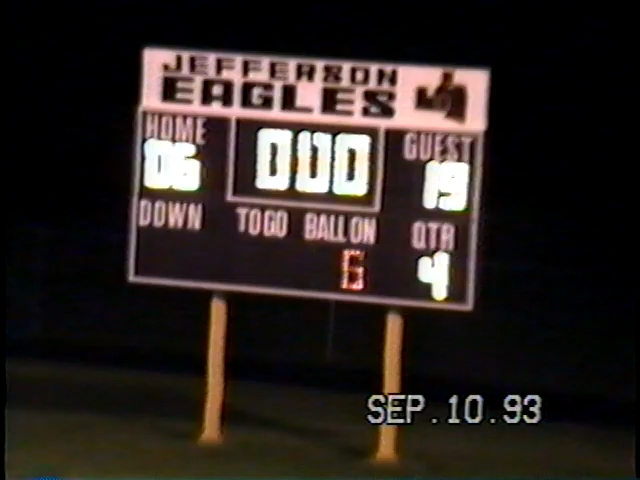 JEFFERSON
EAGLES
HOME GUEST
06 000 19
DOWN TO GO BALL ON QTR
6 4
SEP.10.93